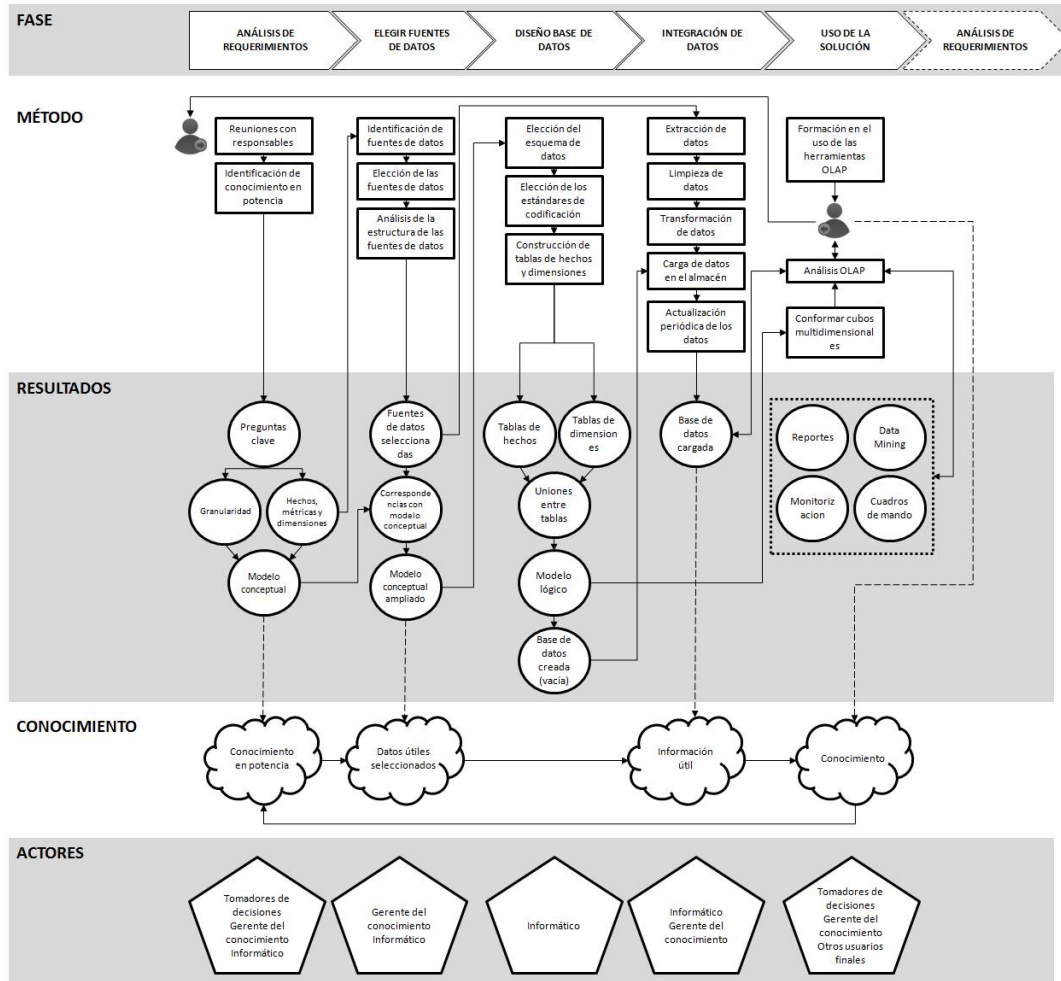 FASE
ANÁLISIS DE
REQUERIMIENTOS
ELEGIR FUENTES
DE DATOS
DISEÑO BASE DE
DATOS
INTEGRACIÓN DE
DATOS
USO DE LA
SOLUCIÓN
ANÁLISIS DE
REQUERIMIENTOS
MÉTODO
Reuniones con
responsables
Identificación de
conocimiento en
potencia
Identificación de
fuentes de datos
Elección de las
fuentes de datos
Análisis de la
estructura de las
fuentes de datos
Elección del
esquema de
datos
Elección de los
estándares de
codificación
Construcción de
tablas de hechos
y dimensiones
Extracción de
datos
Limpieza de
datos
Transformación
de datos
Carga de datos
en el almacén
Actualización
periódica de los
datos
Formación en el
uso de las
herramientas
OLAP
Análisis OLAP
Conformar cubos
multidimensional
es
RESULTADOS
Preguntas
clave
Granularidad
Hechos,
métricas y
dimensiones
Modelo
conceptual
Fuentes
de datos
selecciona
das
Corresponde
ncias con
modelo
conceptual
Modelo
conceptual
ampliado
Tablas de
hechos
Tablas de
dimension
es
Uniones
entre
tablas
Modelo
lógico
Base de
datos
creada
(vacía)
Base de
datos
cargada
Reportes
Data
Mining
Monitoriz
acion
Cuadros
de mando
CONOCIMIENTO
Conocimiento
en potencia
Datos útiles
seleccionados
Información
útil
Conocimiento
ACTORES
Tomadores de
decisiones
Gerente del
conocimiento
Informático
Gerente del
conocimiento
Informático
Informático
Informático
Gerente del
conocimiento
Tomadores de
decisiones
Gerente del
conocimiento
Otros usuarios
finales